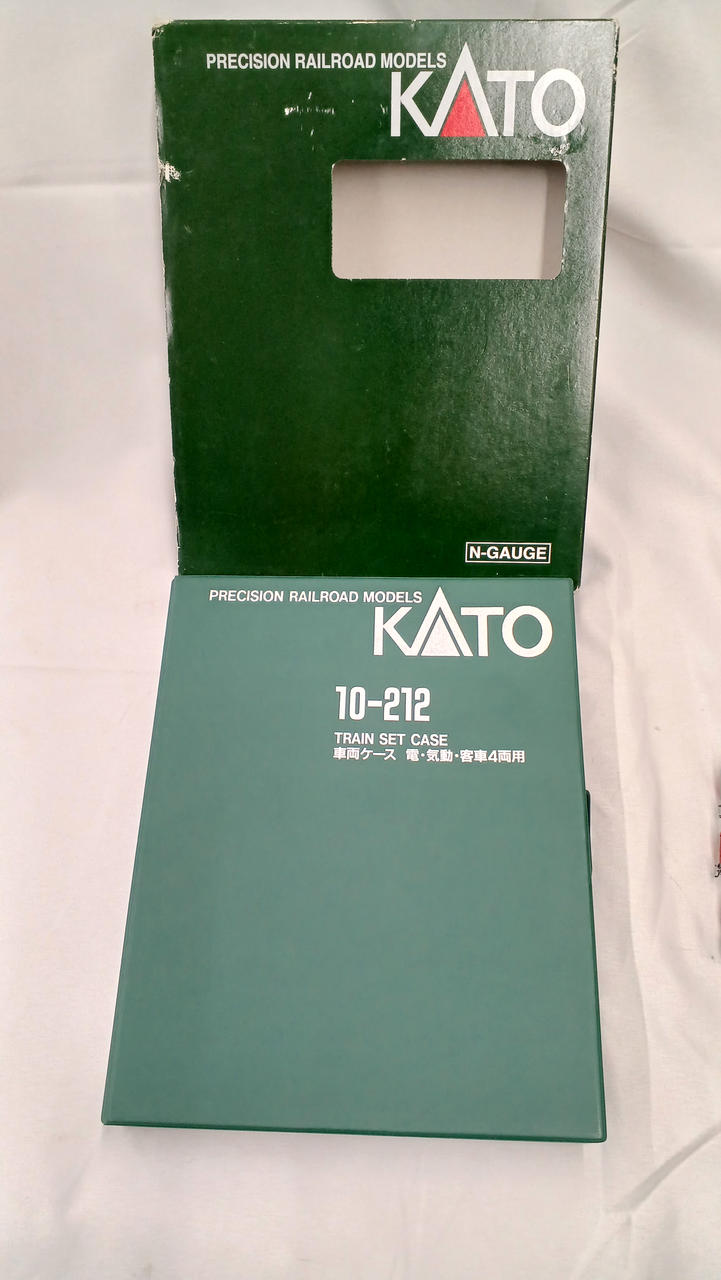 PRECISION RAILROAD MODELS
KATO
N-GAUGE
PRECISION RAILROAD MODELS
KATO
10-212
TRAIN SET CASE
車両ケース 電・気動・客車4両用